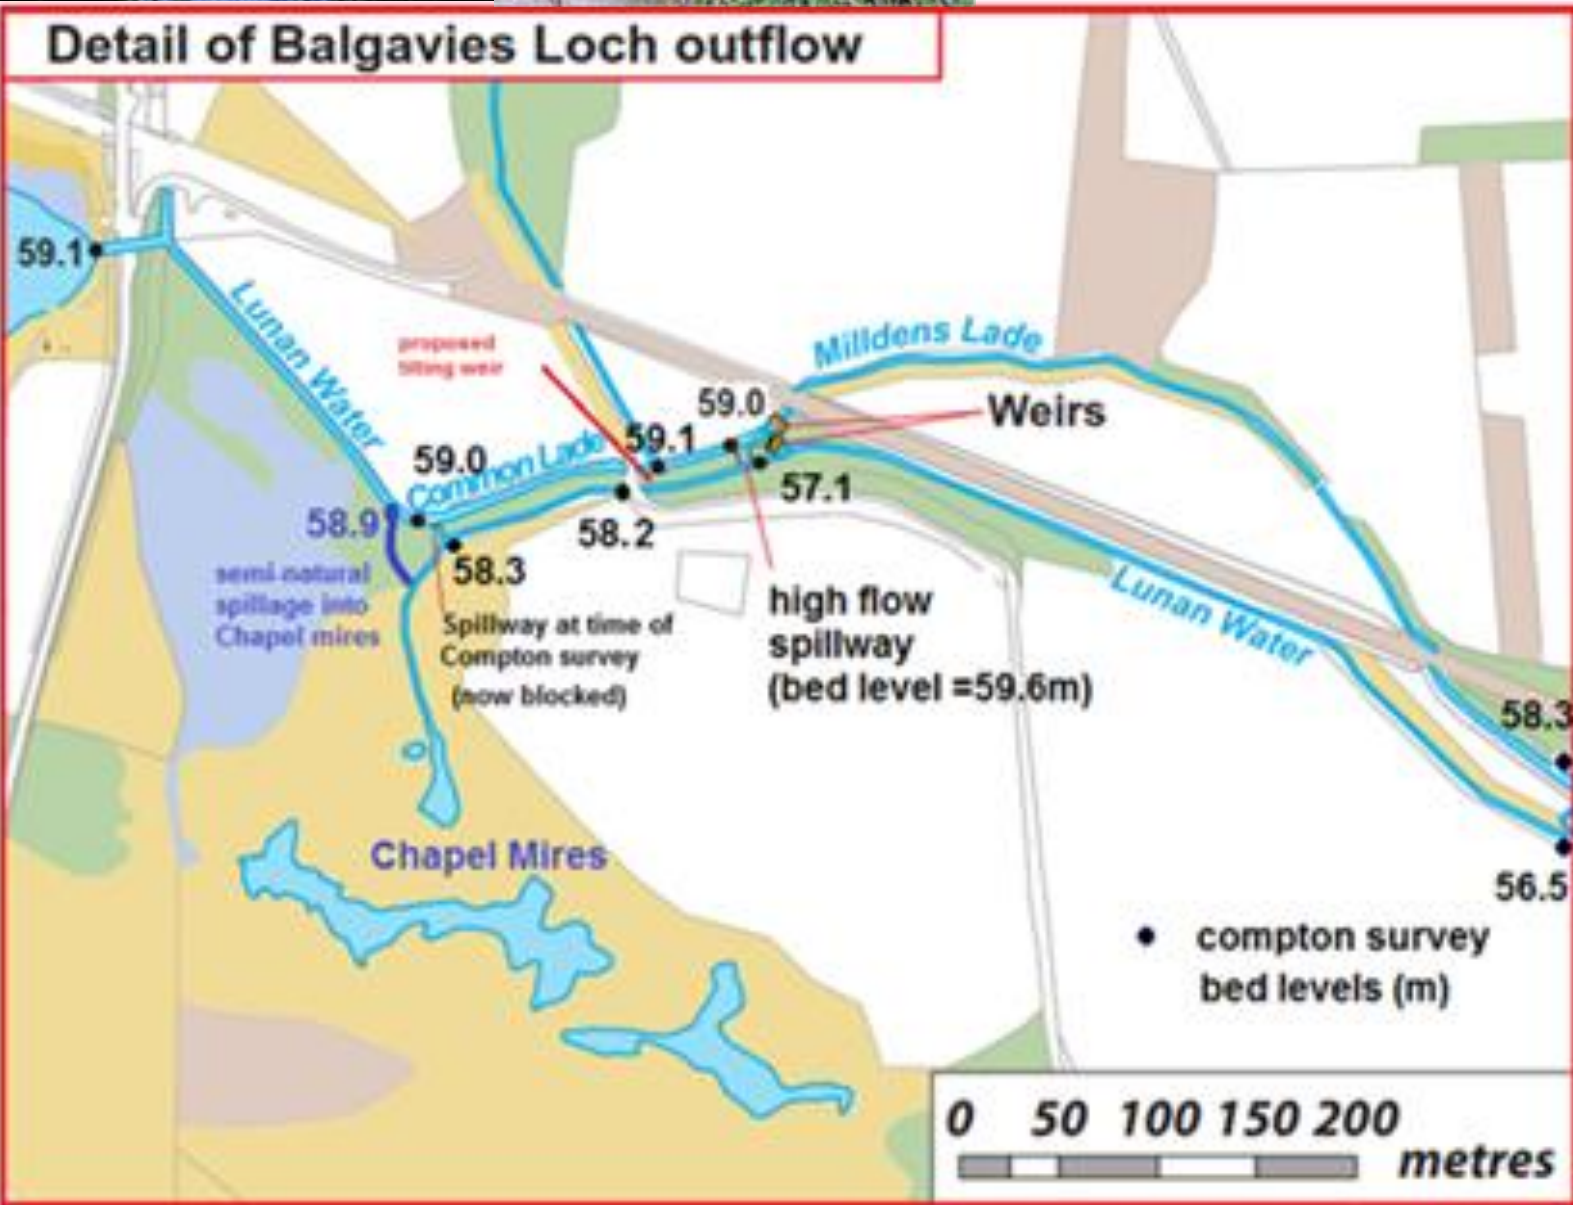 Detail of Balgavies Loch outflow
59.1
Lunan Water
proposed
tilting weir
Milldens Lade
59.0
Weirs
59.1
59.0
Common Lade
57.1
58.9
58.2
58.3
semi-natural
spillage into
Chapel mires
Spillway at time of
Compton survey
(now blocked)
high flow
spillway
(bed level =59.6m)
Lunan Water
58.3
Chapel Mires
56.5
compton survey
bed levels (m)
0 50 100 150 200
metres